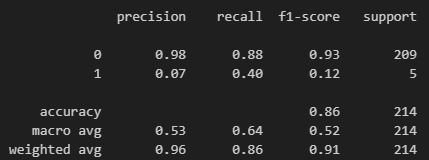 precision recall f1-score support
0 0.98 0.88 0.93 209
1 0.07 0.40 0.12 5
accuracy 0.86 214
macro avg 0.53 0.64 0.52 214
weighted avg 0.96 0.86 0.91 214